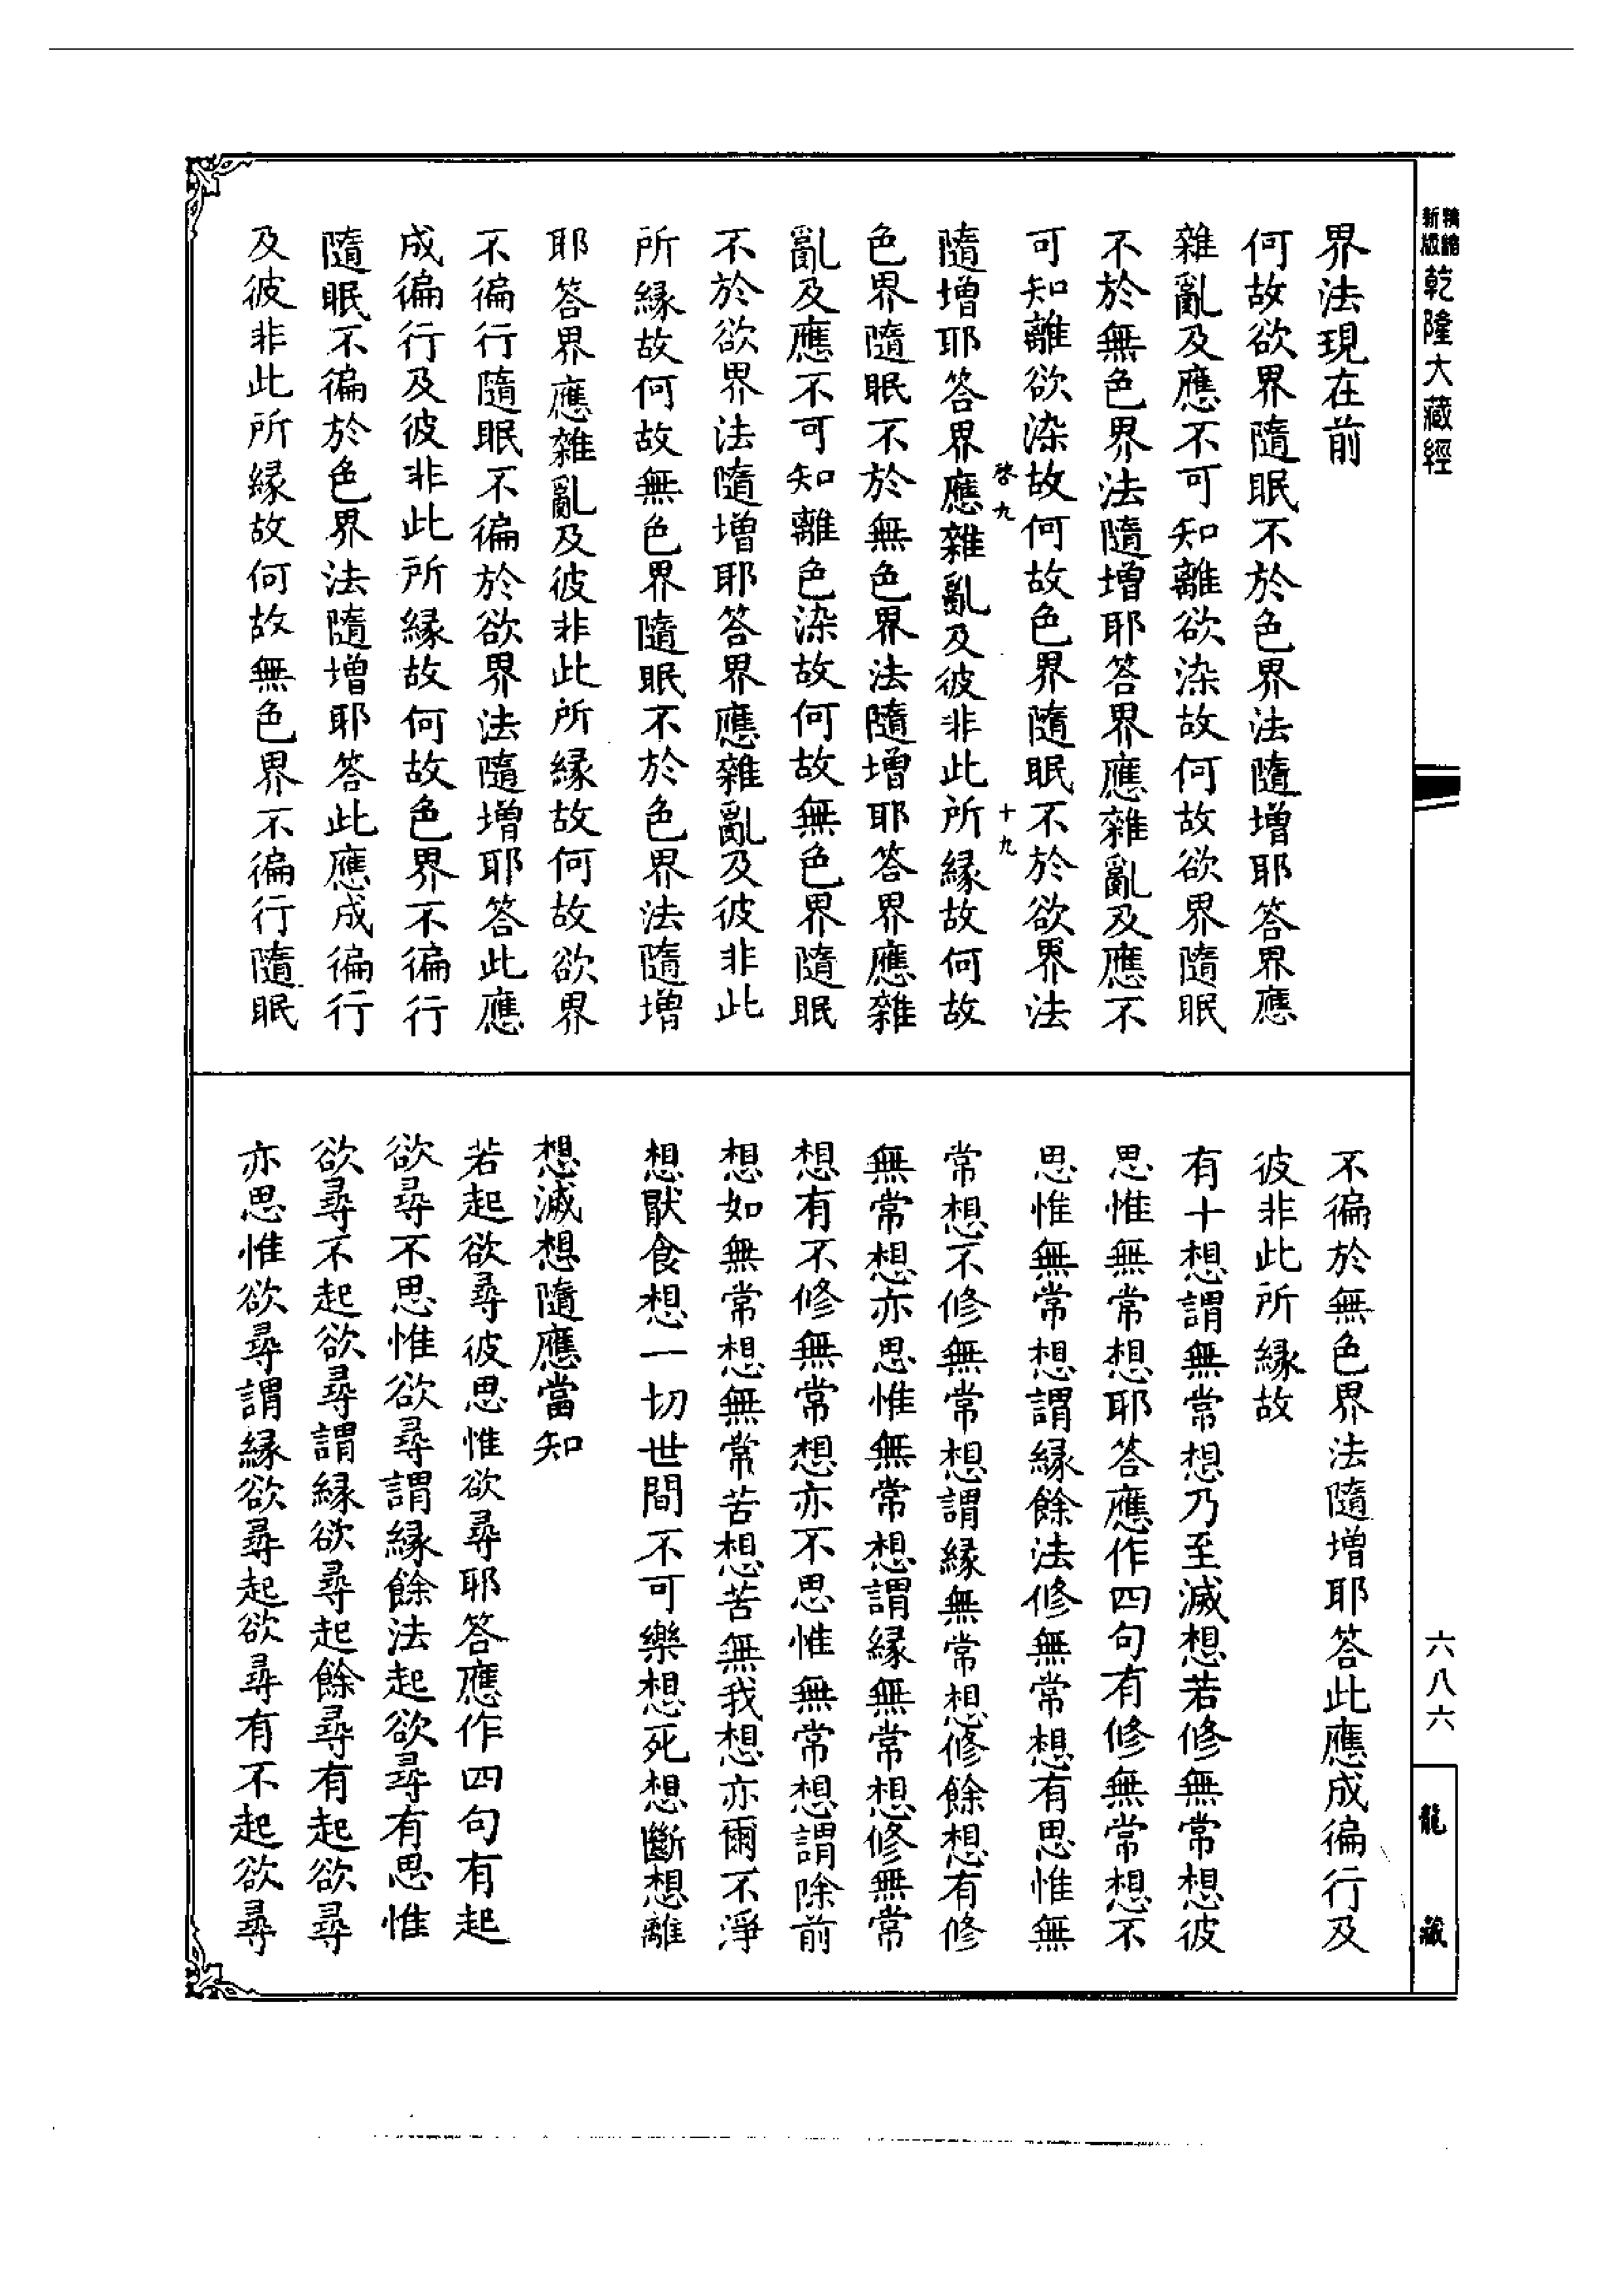 精縮新版乾隆大藏經
界法現在前
何故欲界隨眠不於色界法隨增耶答界應
雜亂及應不可知離欲染故何故欲界隨眠
不於無色界法隨增耶答界應雜亂及應不
可知離欲染故何故色界隨眠不於欲界法
咎九
十九
隨增耶答界應雜亂及彼非此所緣故何故
色界隨眠不於無色界法隨增耶答界應雜
亂及應不可知離色染故何故無色界隨眠
不於欲界法隨增耶答界應雜亂及彼非此
所緣故何故無色界隨眠不於色界法隨增
耶答界應雜亂及彼非此所緣故何故欲界
不徧行隨眠不徧於欲界法隨增耶答此應
成徧行及彼非此所緣故何故色界不徧行
隨眠不徧於色界法隨增耶答此應成徧行
及彼非此所緣故何故無色界不徧行隨眠
不徧於無色界法隨增耶答此應成徧行及
彼非此所緣故
有十想謂無常想乃至滅想若修無常想彼
思惟無常想耶答應作四句有修無常想不
思惟無常想謂緣餘法修無常想有思惟無
常想不修無常想謂緣無常想修餘想有修
無常想亦思惟無常想謂緣無常想修無常
想有不修無常想亦不思惟無常想謂除前
想如無常想無常苦想苦無我想亦爾不淨
想厭食想一切世間不可樂想死想斷想離
想滅想隨應當知
若起欲尋彼思惟欲尋耶答應作四句有起
欲尋不思惟欲尋謂緣餘法起欲尋有思惟
欲尋不起欲尋謂緣欲尋起餘尋有起欲尋
亦思惟欲尋謂緣欲尋起欲尋有不起欲尋
六八六
龍藏